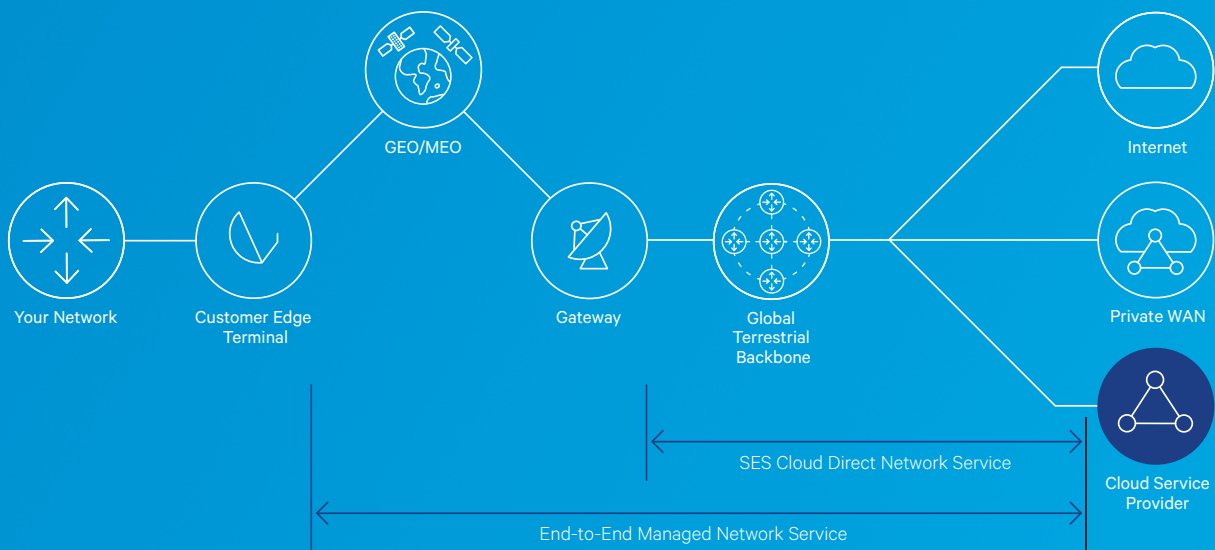 GEO/MEO
Internet
Your Network
Customer Edge
Terminal
Gateway
Global
Terrestrial
Backbone
Private WAN
SES Cloud Direct Network Service
Cloud Service
Provider
End-to-End Managed Network Service